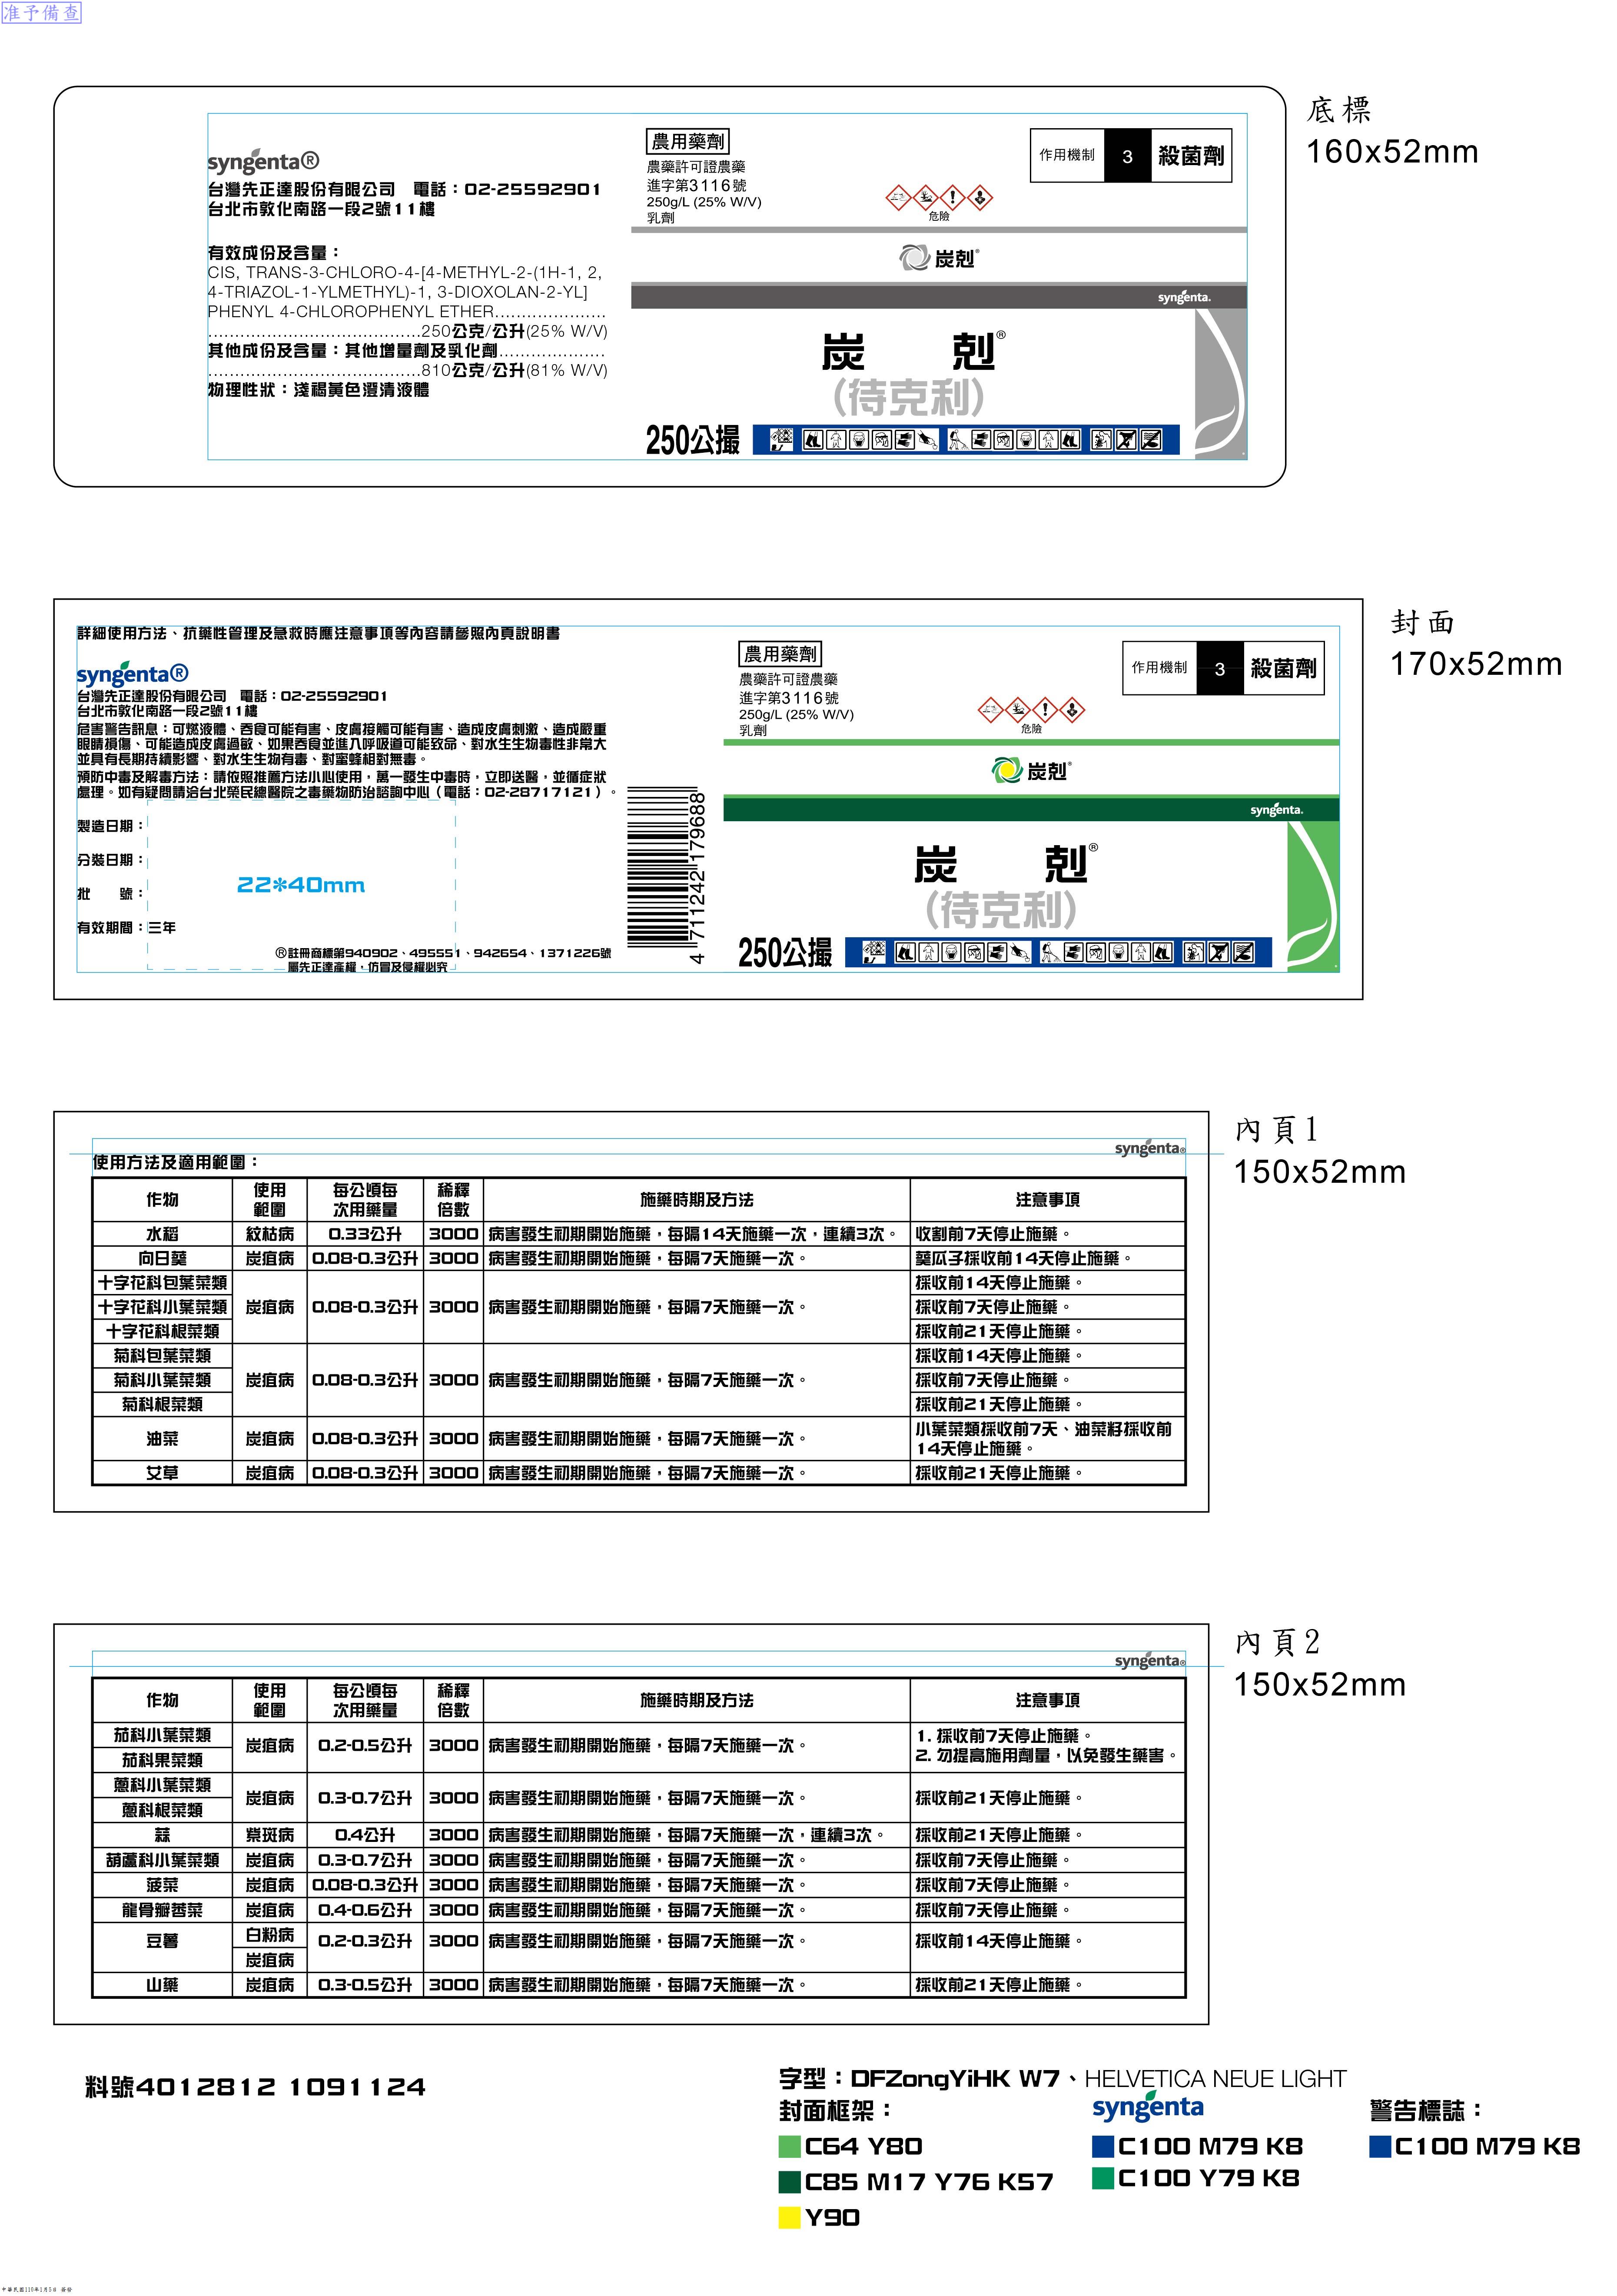 准予備查
底標
160x52mm
syngenta®
台灣先正達股份有限公司 電話：02-25592901
台北市敦化南路一段2號11樓
有效成份及含量：
CIS, TRANS-3-CHLORO-4-[4-METHYL-2-(1H-1, 2,
4-TRIAZOL-1-YLMETHYL)-1, 3-DIOXOLAN-2-YL]
PHENYL 4-CHLOROPHENYL ETHER.....................
........................................250公克/公升(25% W/V)
其他成份及含量：其他增量劑及乳化劑....................
........................................810公克/公升(81% W/V)
物理性狀：淺褐黃色澄清液體
農用藥劑
農藥許可證農藥
進字第3116號
250g/L (25% W/V)
乳劑
危險
作用機制 3 殺菌劑
炭剋®
syngenta.
炭 剋®
(待克利)
250公撮
封面
170x52mm
詳細使用方法、抗藥性管理及急救時應注意事項等內容請參照內頁說明書
syngenta®
台灣先正達股份有限公司 電話：02-25592901
台北市敦化南路一段2號11樓
危害警告訊息：可燃液體、吞食可能有害、皮膚接觸可能有害、造成皮膚刺激、造成嚴重
眼睛損傷、可能造成皮膚過敏、如果吞食並進入呼吸道可能致命、對水生生物毒性非常大
並具有長期持續影響、對水生生物有毒、對蜜蜂相對無毒。
預防中毒及解毒方法：請依照推薦方法小心使用，萬一發生中毒時，立即送醫，並循症狀
處理。如有疑問請洽台北榮民總醫院之毒藥物防治諮詢中心（電話：02-28717121）。
製造日期：
分裝日期：
批 號：
有效期間：三年
22*40mm
®註冊商標第940902、495551、942654、1371226號
屬先正達產權，仿冒及侵權必究
4 711242 179688
農用藥劑
農藥許可證農藥
進字第3116號
250g/L (25% W/V)
乳劑
危險
作用機制 3 殺菌劑
炭剋®
syngenta.
炭 剋®
(待克利)
250公撮
內頁1
150x52mm
syngenta®
使用方法及適用範圍：
作物 使用範圍 每公頃每次用藥量 稀釋倍數 施藥時期及方法 注意事項
水稻 紋枯病 0.33公升 3000 病害發生初期開始施藥，每隔14天施藥一次，連續3次。 收割前7天停止施藥。
向日葵 炭疽病 0.08-0.3公升 3000 病害發生初期開始施藥，每隔7天施藥一次。 葵瓜子採收前14天停止施藥。
十字花科包葉菜類 採收前14天停止施藥。
十字花科小葉菜類 炭疽病 0.08-0.3公升 3000 病害發生初期開始施藥，每隔7天施藥一次。 採收前7天停止施藥。
十字花科根菜類 採收前21天停止施藥。
菊科包葉菜類 採收前14天停止施藥。
菊科小葉菜類 炭疽病 0.08-0.3公升 3000 病害發生初期開始施藥，每隔7天施藥一次。 採收前7天停止施藥。
菊科根菜類 採收前21天停止施藥。
油菜 炭疽病 0.08-0.3公升 3000 病害發生初期開始施藥，每隔7天施藥一次。 小葉菜類採收前7天、油菜籽採收前
14天停止施藥。
艾草 炭疽病 0.08-0.3公升 3000 病害發生初期開始施藥，每隔7天施藥一次。 採收前21天停止施藥。
內頁2
150x52mm
syngenta®
作物 使用範圍 每公頃每次用藥量 稀釋倍數 施藥時期及方法 注意事項
茄科小葉菜類 炭疽病 0.2-0.5公升 3000 病害發生初期開始施藥，每隔7天施藥一次。 1. 採收前7天停止施藥。
茄科果菜類 2. 勿提高施用劑量，以免發生藥害。
蔥科小葉菜類 炭疽病 0.3-0.7公升 3000 病害發生初期開始施藥，每隔7天施藥一次。 採收前21天停止施藥。
蔥科根菜類
蒜 紫斑病 0.4公升 3000 病害發生初期開始施藥，每隔7天施藥一次，連續3次。 採收前21天停止施藥。
葫蘆科小葉菜類 炭疽病 0.3-0.7公升 3000 病害發生初期開始施藥，每隔7天施藥一次。 採收前7天停止施藥。
菠菜 炭疽病 0.08-0.3公升 3000 病害發生初期開始施藥，每隔7天施藥一次。 採收前7天停止施藥。
龍骨瓣莕菜 炭疽病 0.4-0.6公升 3000 病害發生初期開始施藥，每隔7天施藥一次。 採收前7天停止施藥。
豆薯 白粉病 0.2-0.3公升 3000 病害發生初期開始施藥，每隔7天施藥一次。 採收前14天停止施藥。
炭疽病
山藥 炭疽病 0.3-0.5公升 3000 病害發生初期開始施藥，每隔7天施藥一次。 採收前21天停止施藥。
料號4012812 1091124
字型：DFZongYiHK W7、HELVETICA NEUE LIGHT
封面框架： syngenta 警告標誌：
C64 Y80 C100 M79 K8 C100 M79 K8
C85 M17 Y76 K57 C100 Y79 K8
Y90